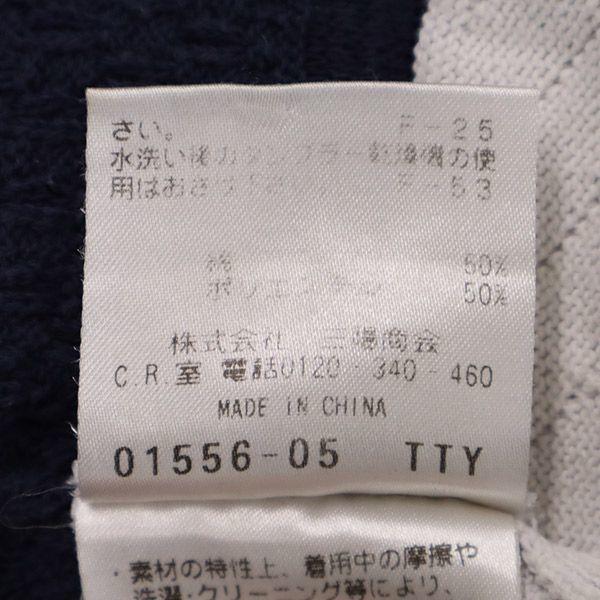 さい。 F-25
水洗い後のタンブラー乾燥機の使
用はおさけ下さい F-53
綿 50%
ポリエステル 50%
株式会社 三陽商会
C.R.室 電話0120-340-460
MADE IN CHINA
01556-05 TTY
・素材の特性上、着用中の摩擦や
洗濯・クリーニング等により、